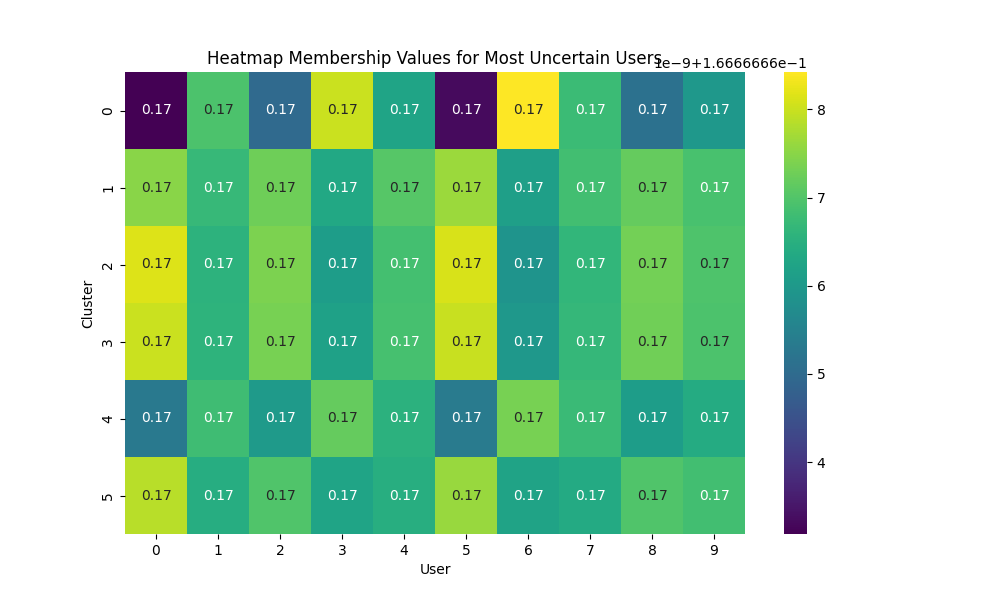 Heatmap Membership Values for Most Uncertain Users
1e−9+1.6666666e−1
0 0.17 0.17 0.17 0.17 0.17 0.17 0.17 0.17 0.17 0.17
1 0.17 0.17 0.17 0.17 0.17 0.17 0.17 0.17 0.17 0.17
2 0.17 0.17 0.17 0.17 0.17 0.17 0.17 0.17 0.17 0.17
3 0.17 0.17 0.17 0.17 0.17 0.17 0.17 0.17 0.17 0.17
4 0.17 0.17 0.17 0.17 0.17 0.17 0.17 0.17 0.17 0.17
5 0.17 0.17 0.17 0.17 0.17 0.17 0.17 0.17 0.17 0.17
Cluster
0 1 2 3 4 5 6 7 8 9
User
8
7
6
5
4